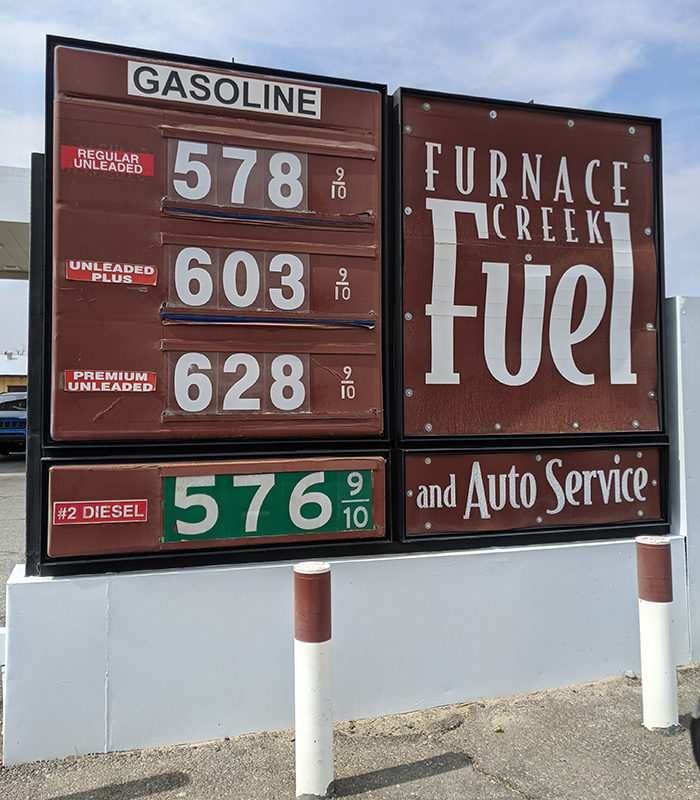 GASOLINE
REGULAR
UNLEADED
578 9/10
UNLEADED
PLUS
603 9/10
PREMIUM
UNLEADED
628 9/10
#2 DIESEL
576 9/10
FURNACE
CREEK
Fuel
and Auto Service